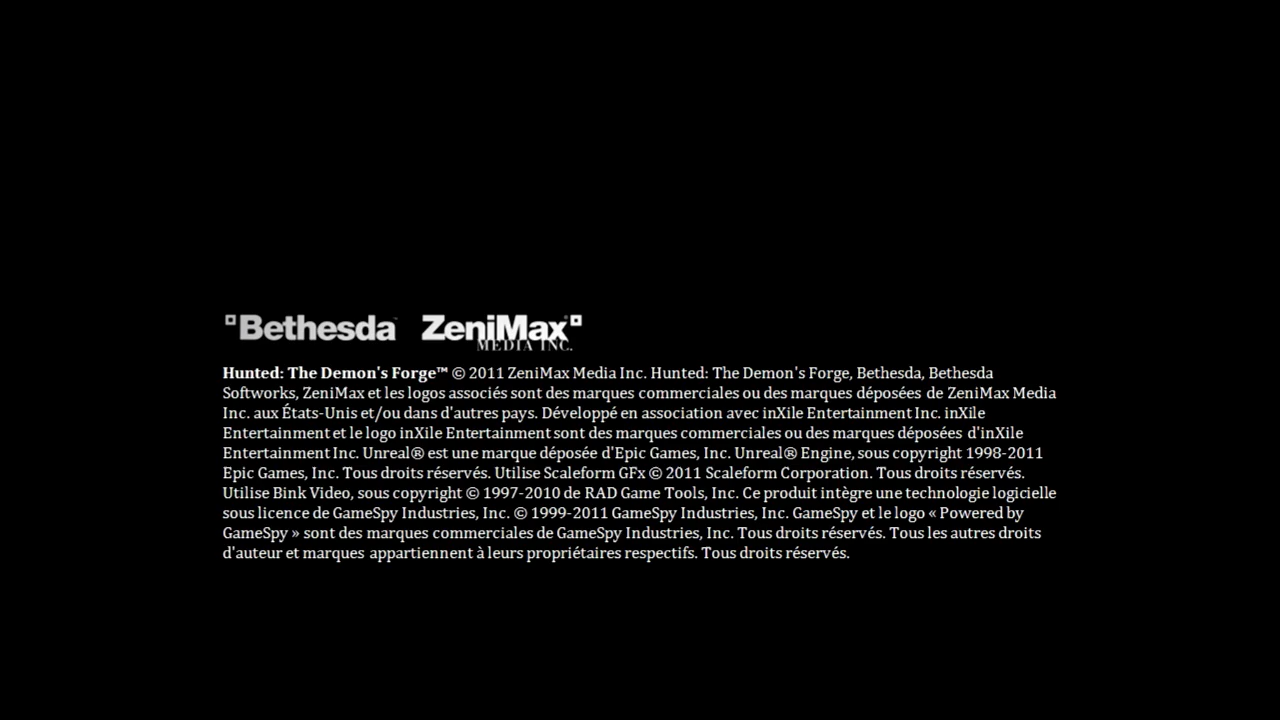 Bethesda™ ZeniMax®
MEDIA INC.
Hunted: The Demon's Forge™ © 2011 ZeniMax Media Inc. Hunted: The Demon's Forge, Bethesda, Bethesda
Softworks, ZeniMax et les logos associés sont des marques commerciales ou des marques déposées de ZeniMax Media
Inc. aux États-Unis et/ou dans d'autres pays. Développé en association avec inXile Entertainment Inc. inXile
Entertainment et le logo inXile Entertainment sont des marques commerciales ou des marques déposées d'inXile
Entertainment Inc. Unreal® est une marque déposée d'Epic Games, Inc. Unreal® Engine, sous copyright 1998-2011
Epic Games, Inc. Tous droits réservés. Utilise Scaleform GFx © 2011 Scaleform Corporation. Tous droits réservés.
Utilise Bink Video, sous copyright © 1997-2010 de RAD Game Tools, Inc. Ce produit intègre une technologie logicielle
sous licence de GameSpy Industries, Inc. © 1999-2011 GameSpy Industries, Inc. GameSpy et le logo « Powered by
GameSpy » sont des marques commerciales de GameSpy Industries, Inc. Tous droits réservés. Tous les autres droits
d'auteur et marques appartiennent à leurs propriétaires respectifs. Tous droits réservés.